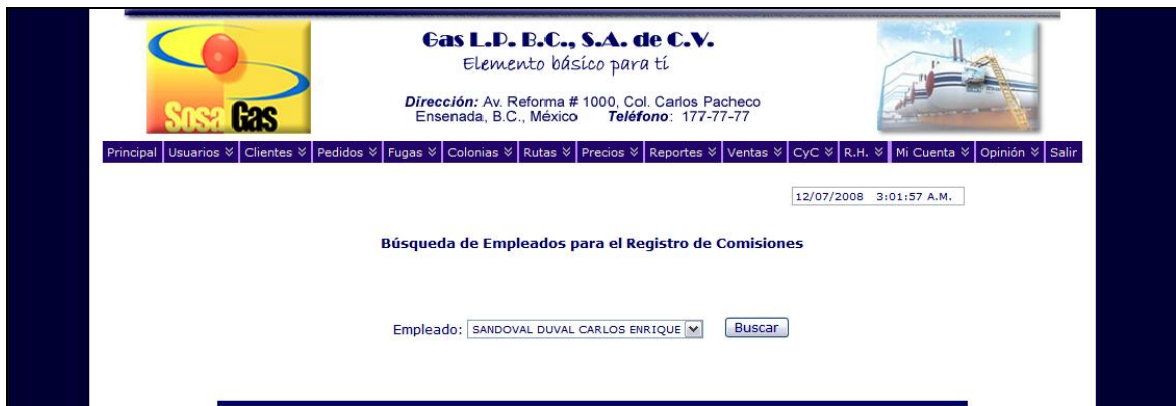 Gas L.P. B.C., S.A. de C.V.
Elemento básico para tí
Sosa Gas
Dirección: Av. Reforma # 1000, Col. Carlos Pacheco
Ensenada, B.C., México Teléfono: 177-77-77
Principal Usuarios Clientes Pedidos Fugas Colonias Rutas Precios Reportes Ventas CyC R.H. Mi Cuenta Opinión Salir
12/07/2008 3:01:57 A.M.
Búsqueda de Empleados para el Registro de Comisiones
Empleado: SANDOVAL DUVAL CARLOS ENRIQUE Buscar